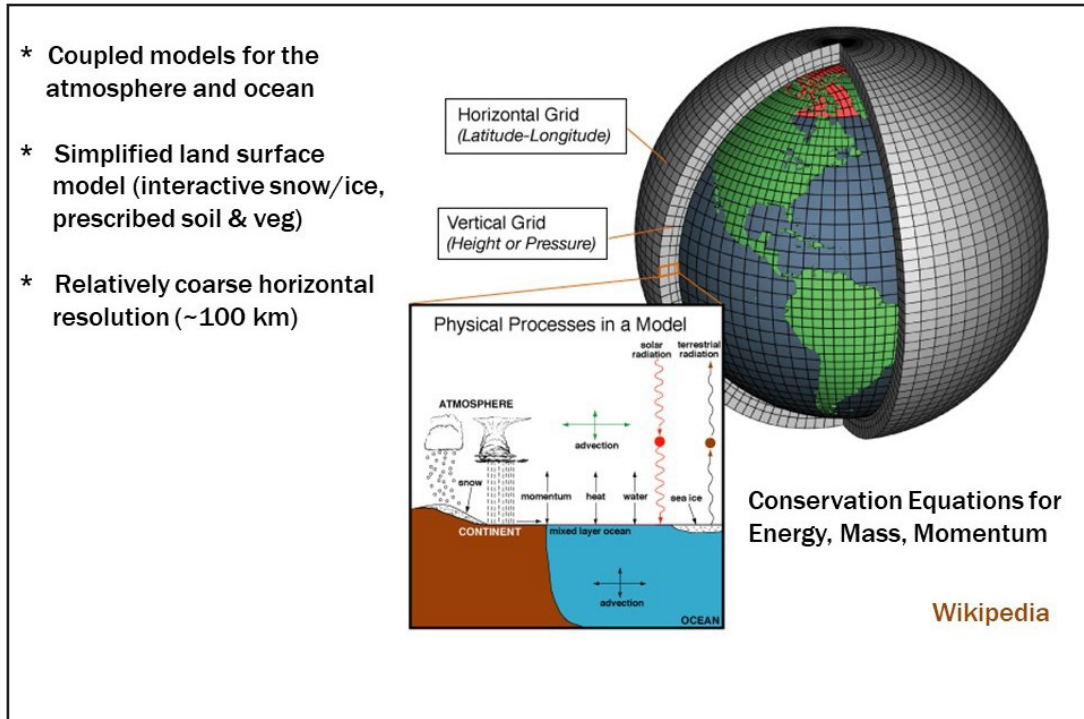 * Coupled models for the
atmosphere and ocean
* Simplified land surface
model (interactive snow/ice,
prescribed soil & veg)
* Relatively coarse horizontal
resolution (~100 km)
Horizontal Grid
(Latitude-Longitude)
Vertical Grid
(Height or Pressure)
Physical Processes in a Model
solar
radiation
terrestrial
radiation
ATMOSPHERE
advection
snow
momentum
heat
water
sea ice
CONTINENT
mixed layer ocean
advection
OCEAN
Conservation Equations for
Energy, Mass, Momentum
Wikipedia